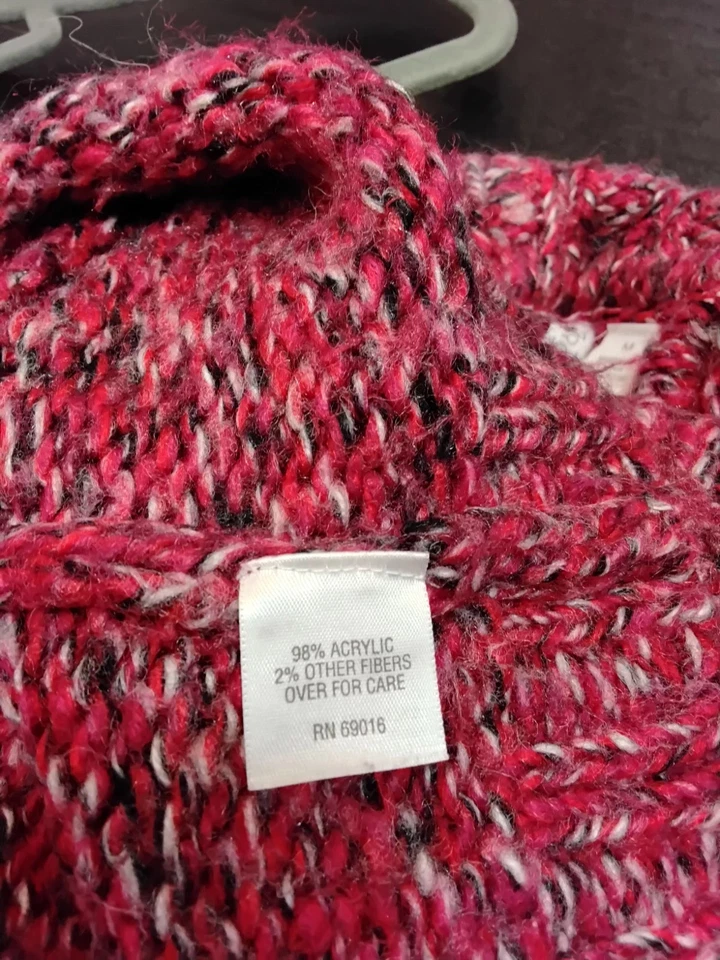 M
98% ACRYLIC
2% OTHER FIBERS
OVER FOR CARE
RN 69016